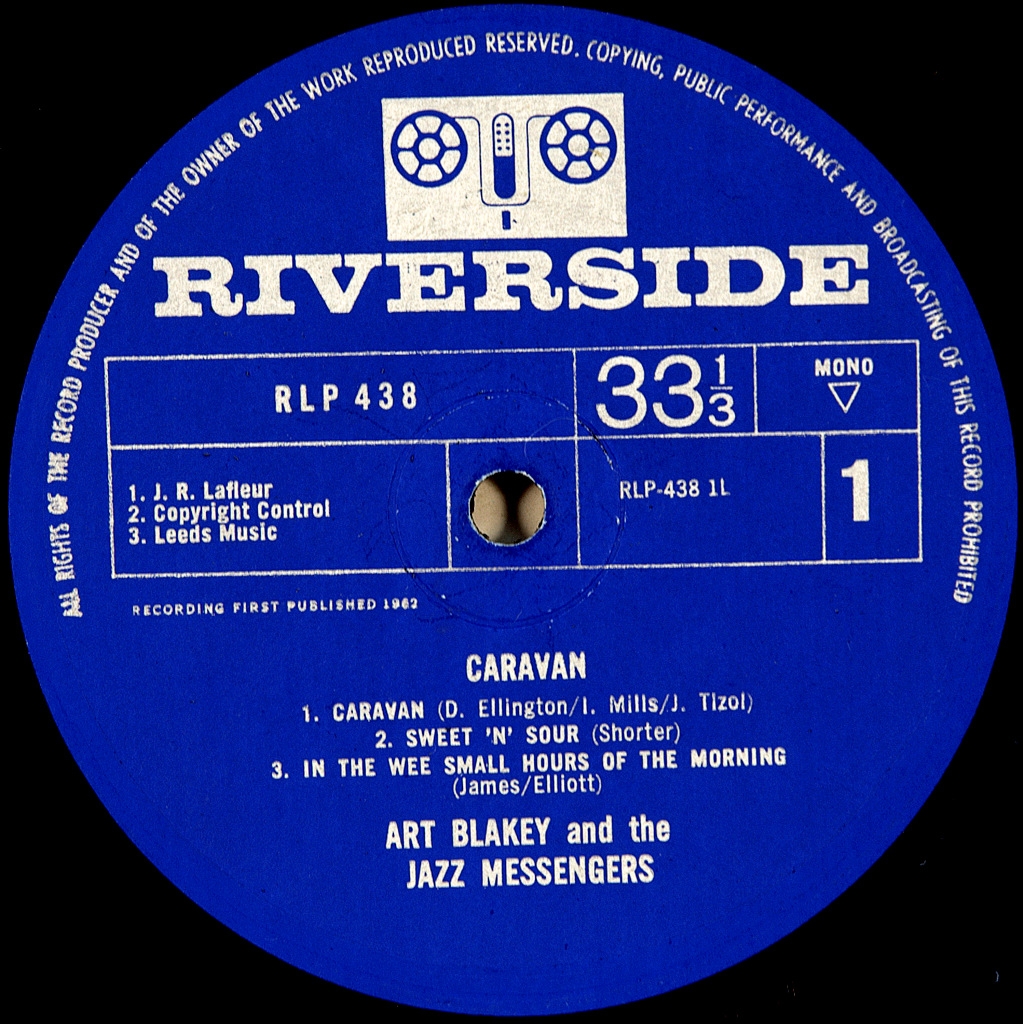 ALL RIGHTS OF THE RECORD PRODUCER AND OF THE OWNER OF THE WORK REPRODUCED RESERVED. COPYING, PUBLIC PERFORMANCE AND BROADCASTING OF THIS RECORD PROHIBITED
RIVERSIDE
RLP 438
33 1/3
MONO
1. J. R. Lafleur
2. Copyright Control
3. Leeds Music
RLP-438 1L
1
RECORDING FIRST PUBLISHED 1962
CARAVAN
1. CARAVAN (D. Ellington/I. Mills/J. Tizol)
2. SWEET 'N' SOUR (Shorter)
3. IN THE WEE SMALL HOURS OF THE MORNING
(James/Elliott)
ART BLAKEY and the
JAZZ MESSENGERS